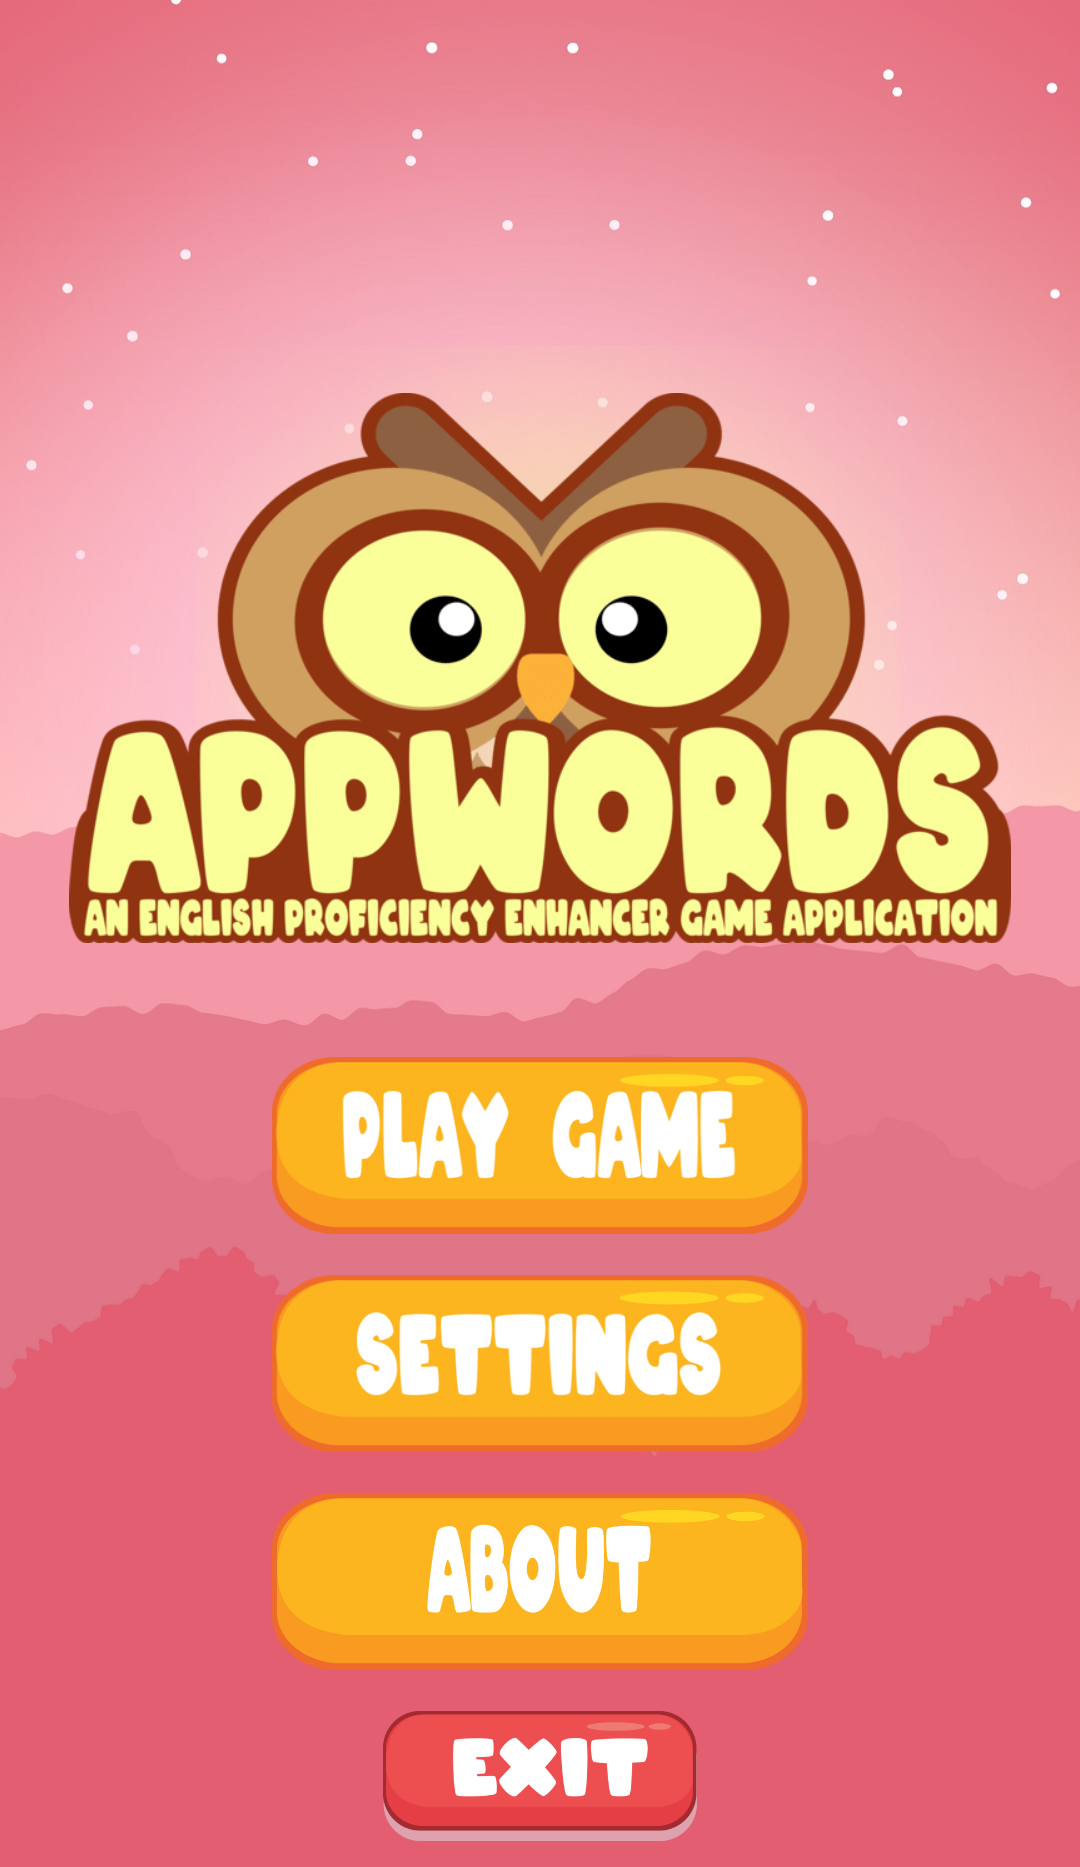 APPWORDS
AN ENGLISH PROFICIENCY ENHANCER GAME APPLICATION
PLAY GAME
SETTINGS
ABOUT
EXIT